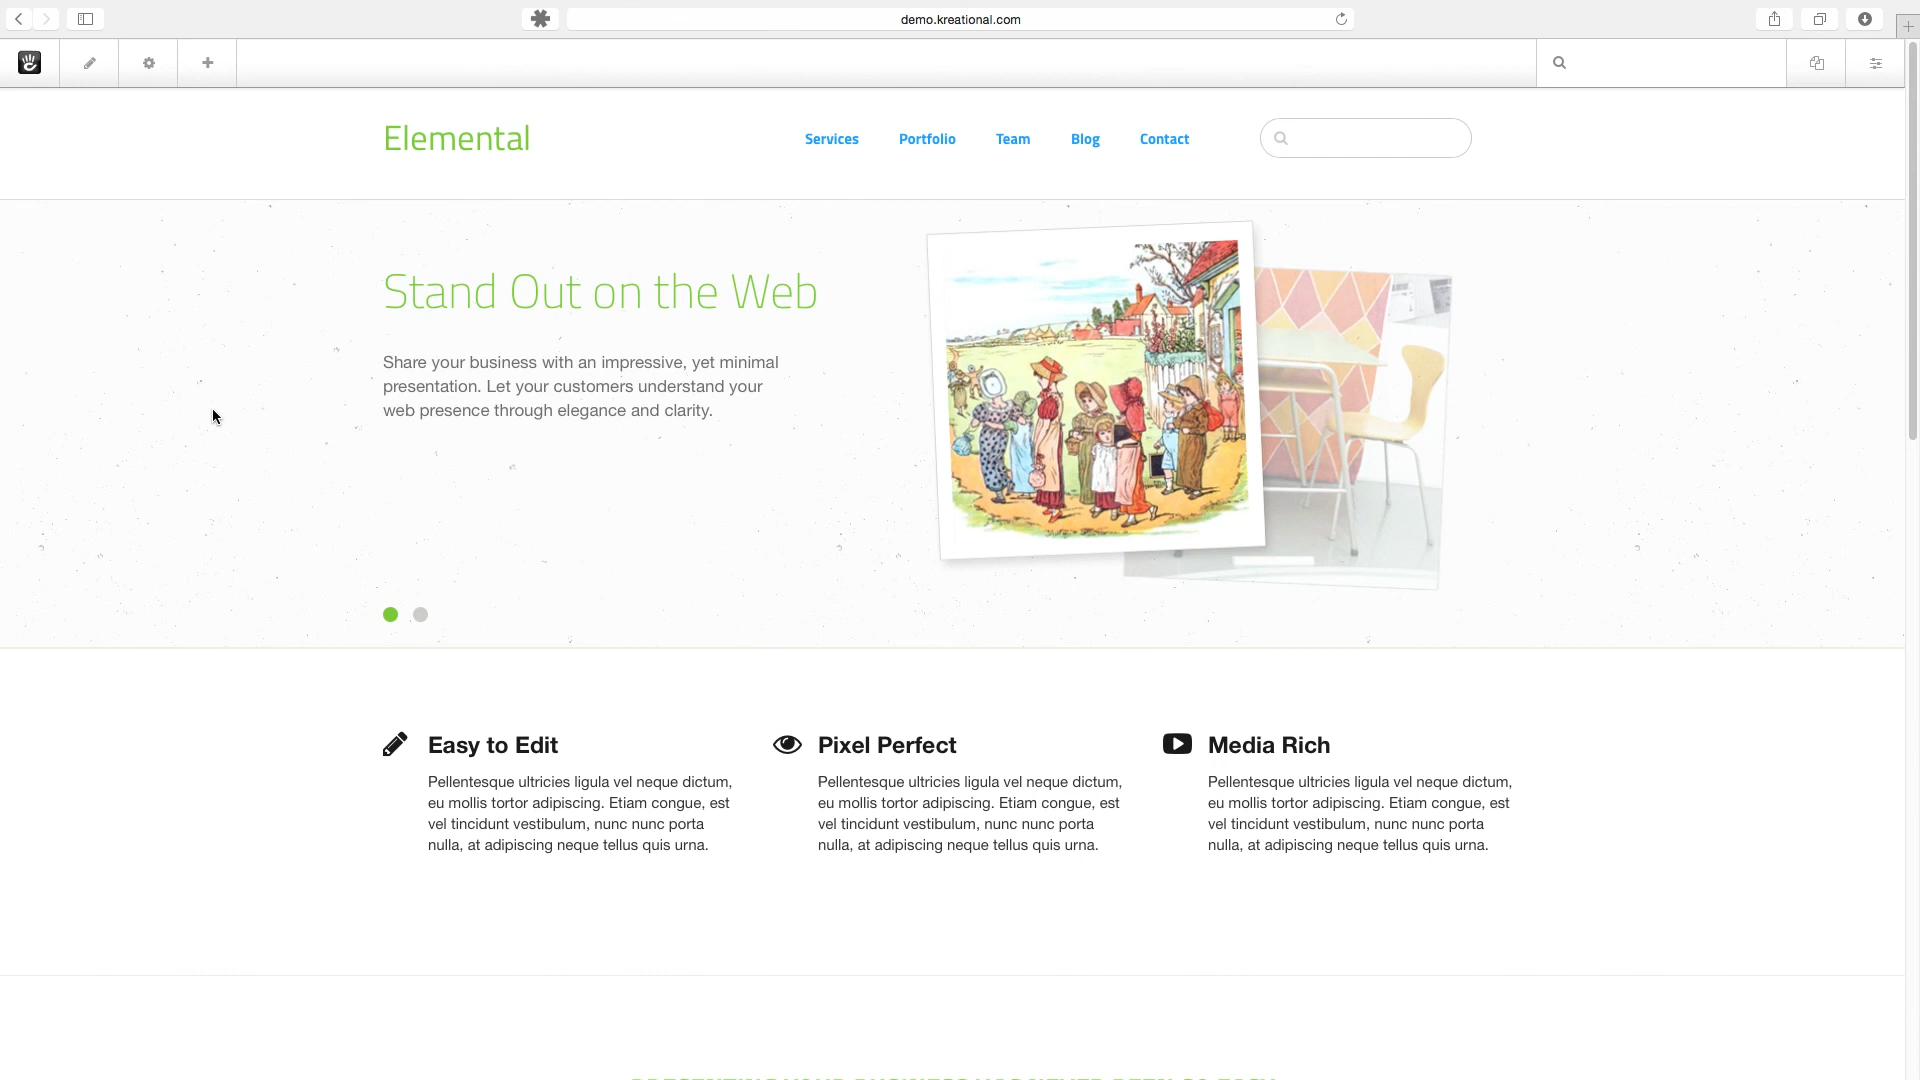 demo.kreational.com
Elemental
Services
Portfolio
Team
Blog
Contact
Stand Out on the Web
Share your business with an impressive, yet minimal
presentation. Let your customers understand your
web presence through elegance and clarity.
Easy to Edit
Pellentesque ultricies ligula vel neque dictum,
eu mollis tortor adipiscing. Etiam congue, est
vel tincidunt vestibulum, nunc nunc porta
nulla, at adipiscing neque tellus quis urna.
Pixel Perfect
Pellentesque ultricies ligula vel neque dictum,
eu mollis tortor adipiscing. Etiam congue, est
vel tincidunt vestibulum, nunc nunc porta
nulla, at adipiscing neque tellus quis urna.
Media Rich
Pellentesque ultricies ligula vel neque dictum,
eu mollis tortor adipiscing. Etiam congue, est
vel tincidunt vestibulum, nunc nunc porta
nulla, at adipiscing neque tellus quis urna.